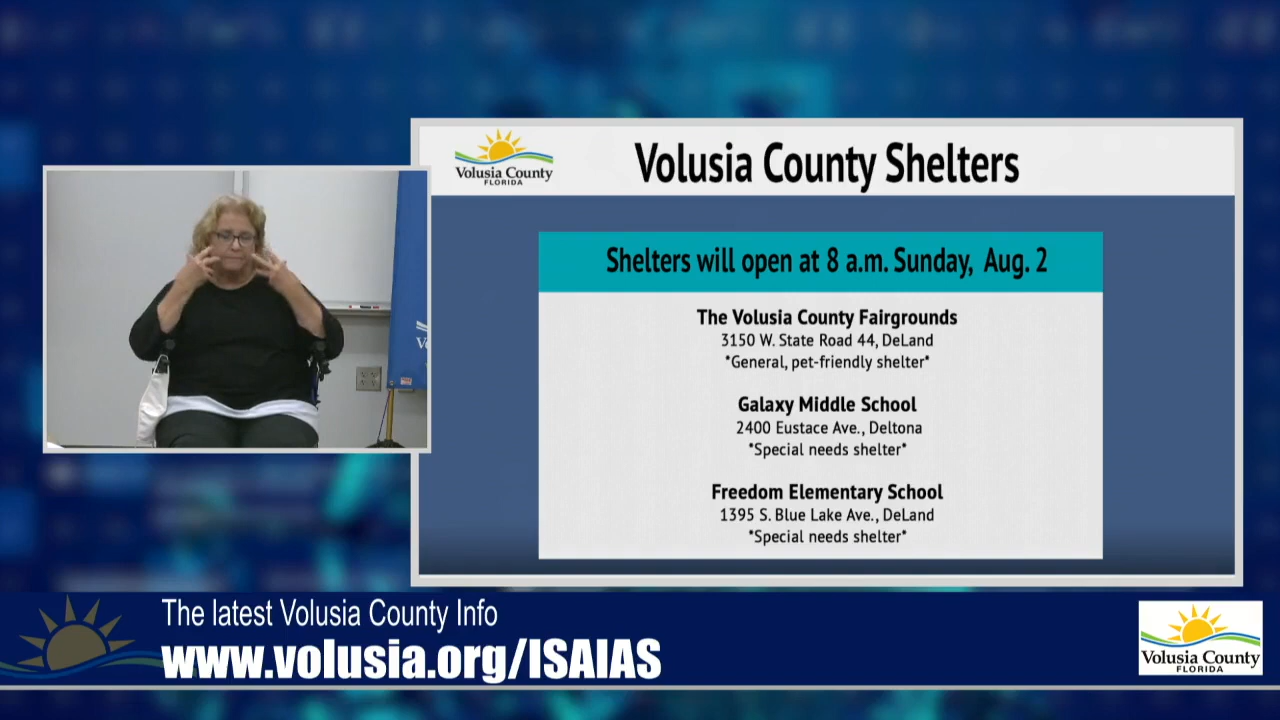 Volusia County
FLORIDA
Volusia County Shelters
Shelters will open at 8 a.m. Sunday, Aug. 2
The Volusia County Fairgrounds
3150 W. State Road 44, DeLand
*General, pet-friendly shelter*
Galaxy Middle School
2400 Eustace Ave., Deltona
*Special needs shelter*
Freedom Elementary School
1395 S. Blue Lake Ave., DeLand
*Special needs shelter*
The latest Volusia County Info
www.volusia.org/ISAIAS
Volusia County
FLORIDA